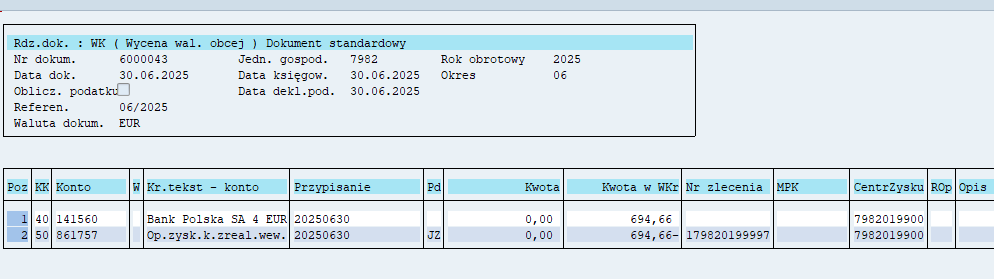 Rdz.dok. : WK ( Wycena wal. obcej ) Dokument standardowy
Nr dokum. 6000043 Jedn. gospod. 7982 Rok obrotowy 2025
Data dok. 30.06.2025 Data księgow. 30.06.2025 Okres 06
Oblicz. podatku Data dekl.pod. 30.06.2025
Referen. 06/2025
Waluta dokum. EUR
Poz KK Konto W Kr.tekst - konto Przypisanie Pd Kwota Kwota w WKr Nr zlecenia MPK CentrZysku ROp Opis
1 40 141560 Bank Polska SA 4 EUR 20250630 0,00 694,66 7982019900
2 50 861757 Op.zysk.k.zreal.wew. 20250630 JZ 0,00 694,66- 179820199997 7982019900